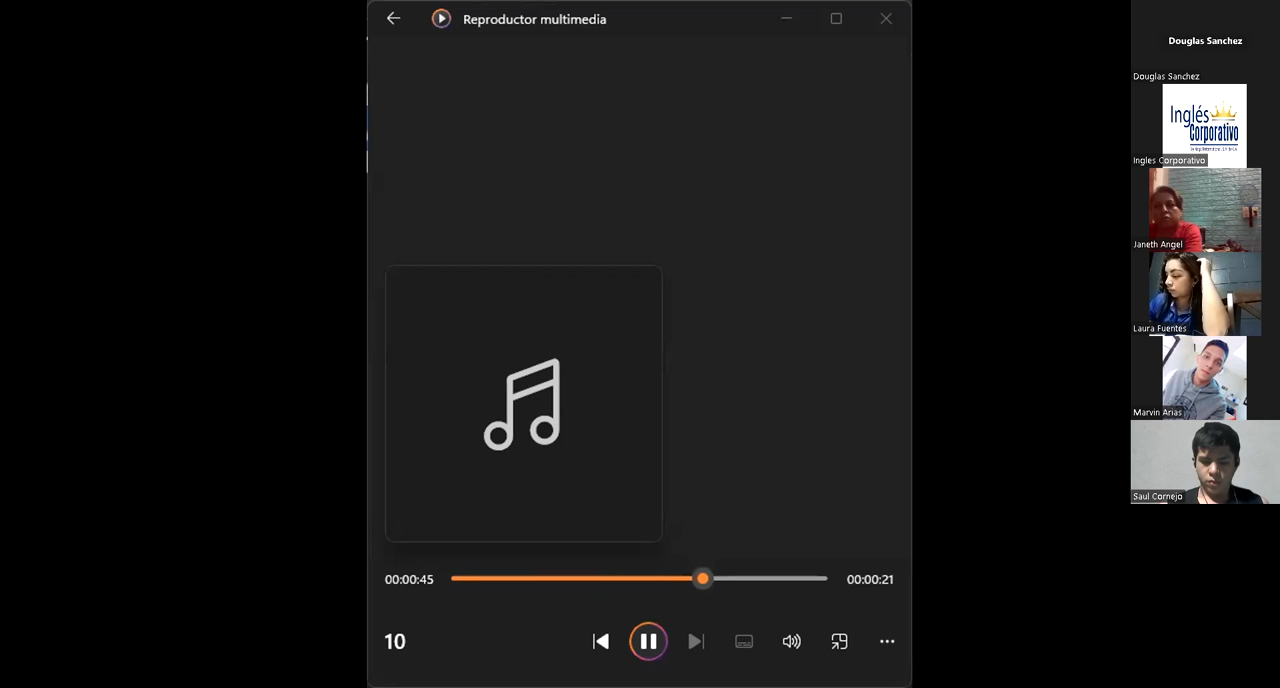 Reproductor multimedia
00:00:45
00:00:21
10
Douglas Sanchez
Douglas Sanchez
Inglés
Corporativo
Ingles Corporativo
Janeth Angel
Laura Fuentes
Marvin Arias
Saul Cornejo